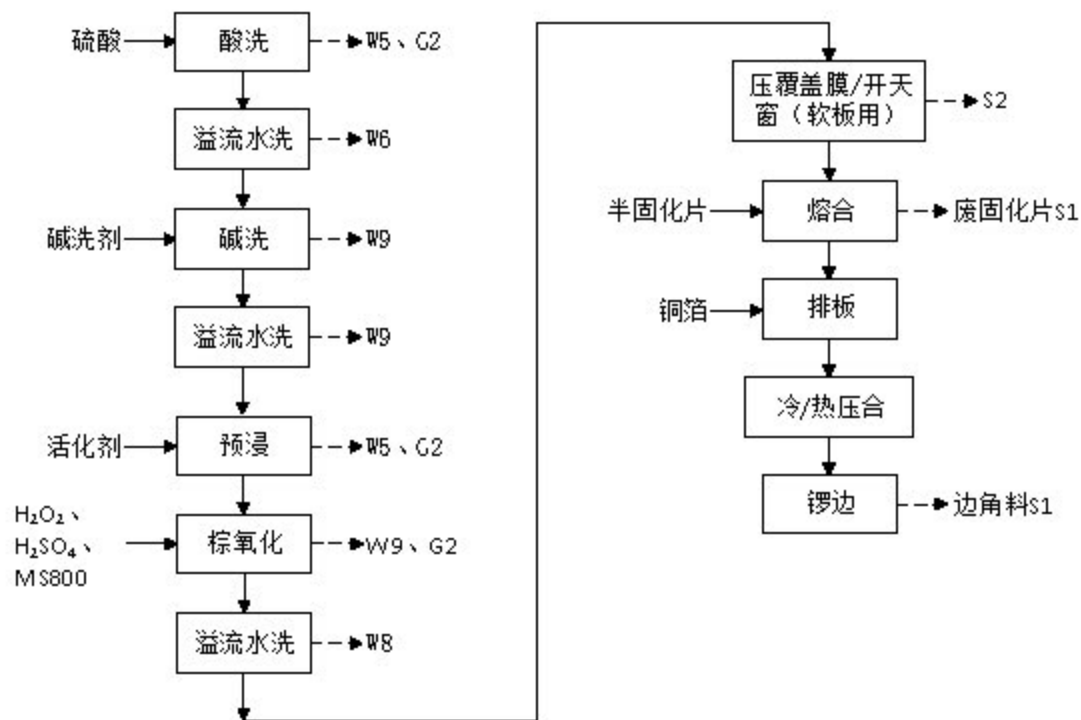 硫酸
酸洗
W5、G2
溢流水洗
W6
碱洗剂
碱洗
W9
溢流水洗
W9
活化剂
预浸
W5、G2
H₂O₂、
H₂SO₄、
MS800
棕氧化
W9、G2
溢流水洗
W8
压覆盖膜/开天
窗（软板用）
S2
半固化片
熔合
废固化片S1
铜箔
排板
冷/热压合
锣边
边角料S1